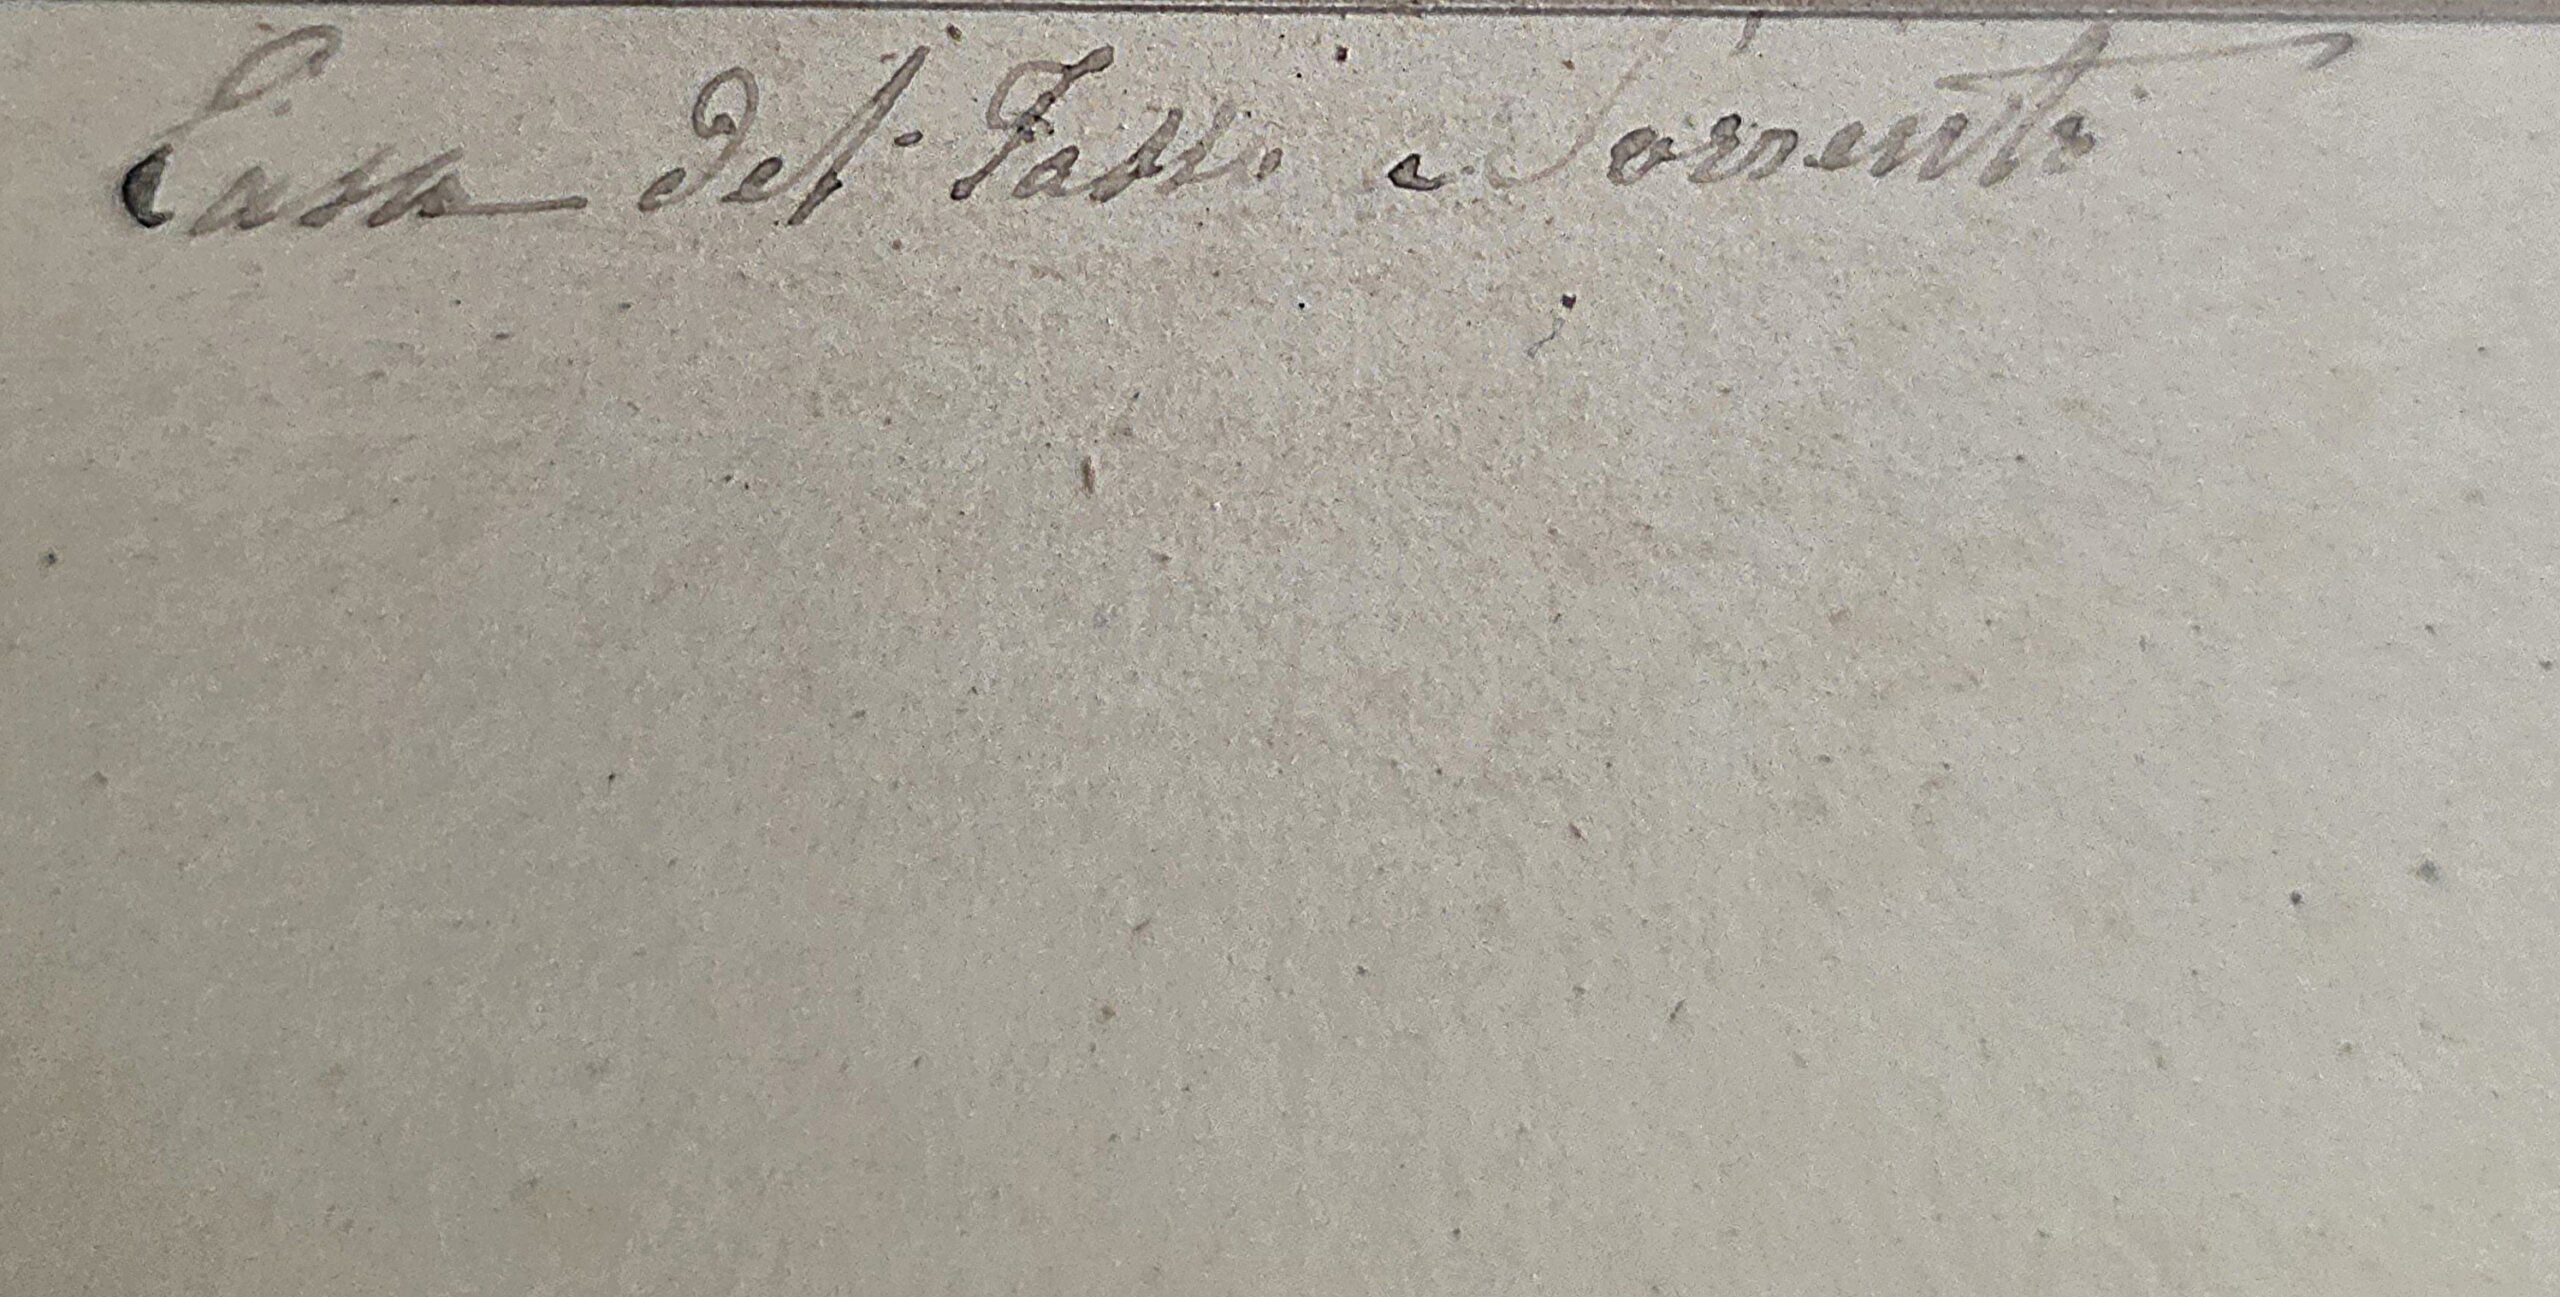 Casa del Tasso a Sorrento